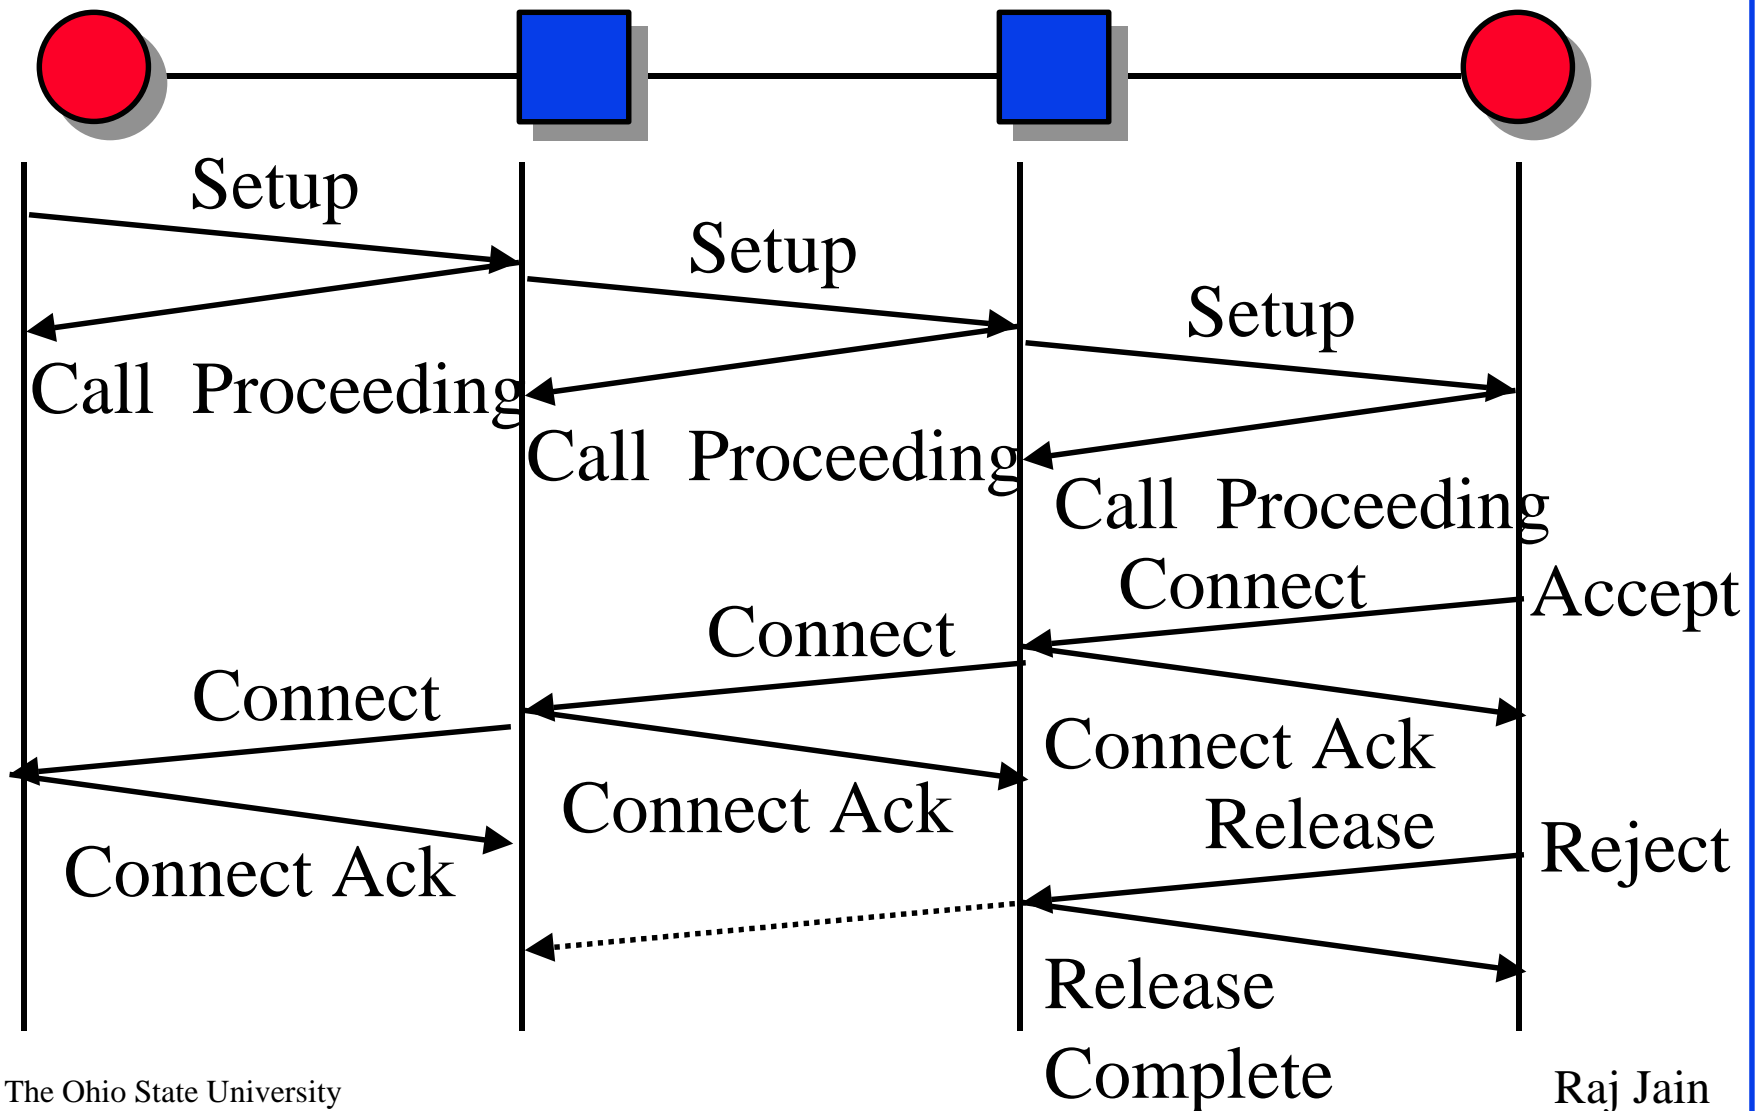 Setup
Setup
Setup
Call Proceeding
Call Proceeding
Call Proceeding
Connect
Accept
Connect
Connect
Connect Ack
Connect Ack
Release
Reject
Connect Ack
Release
Complete
The Ohio State University
Raj Jain